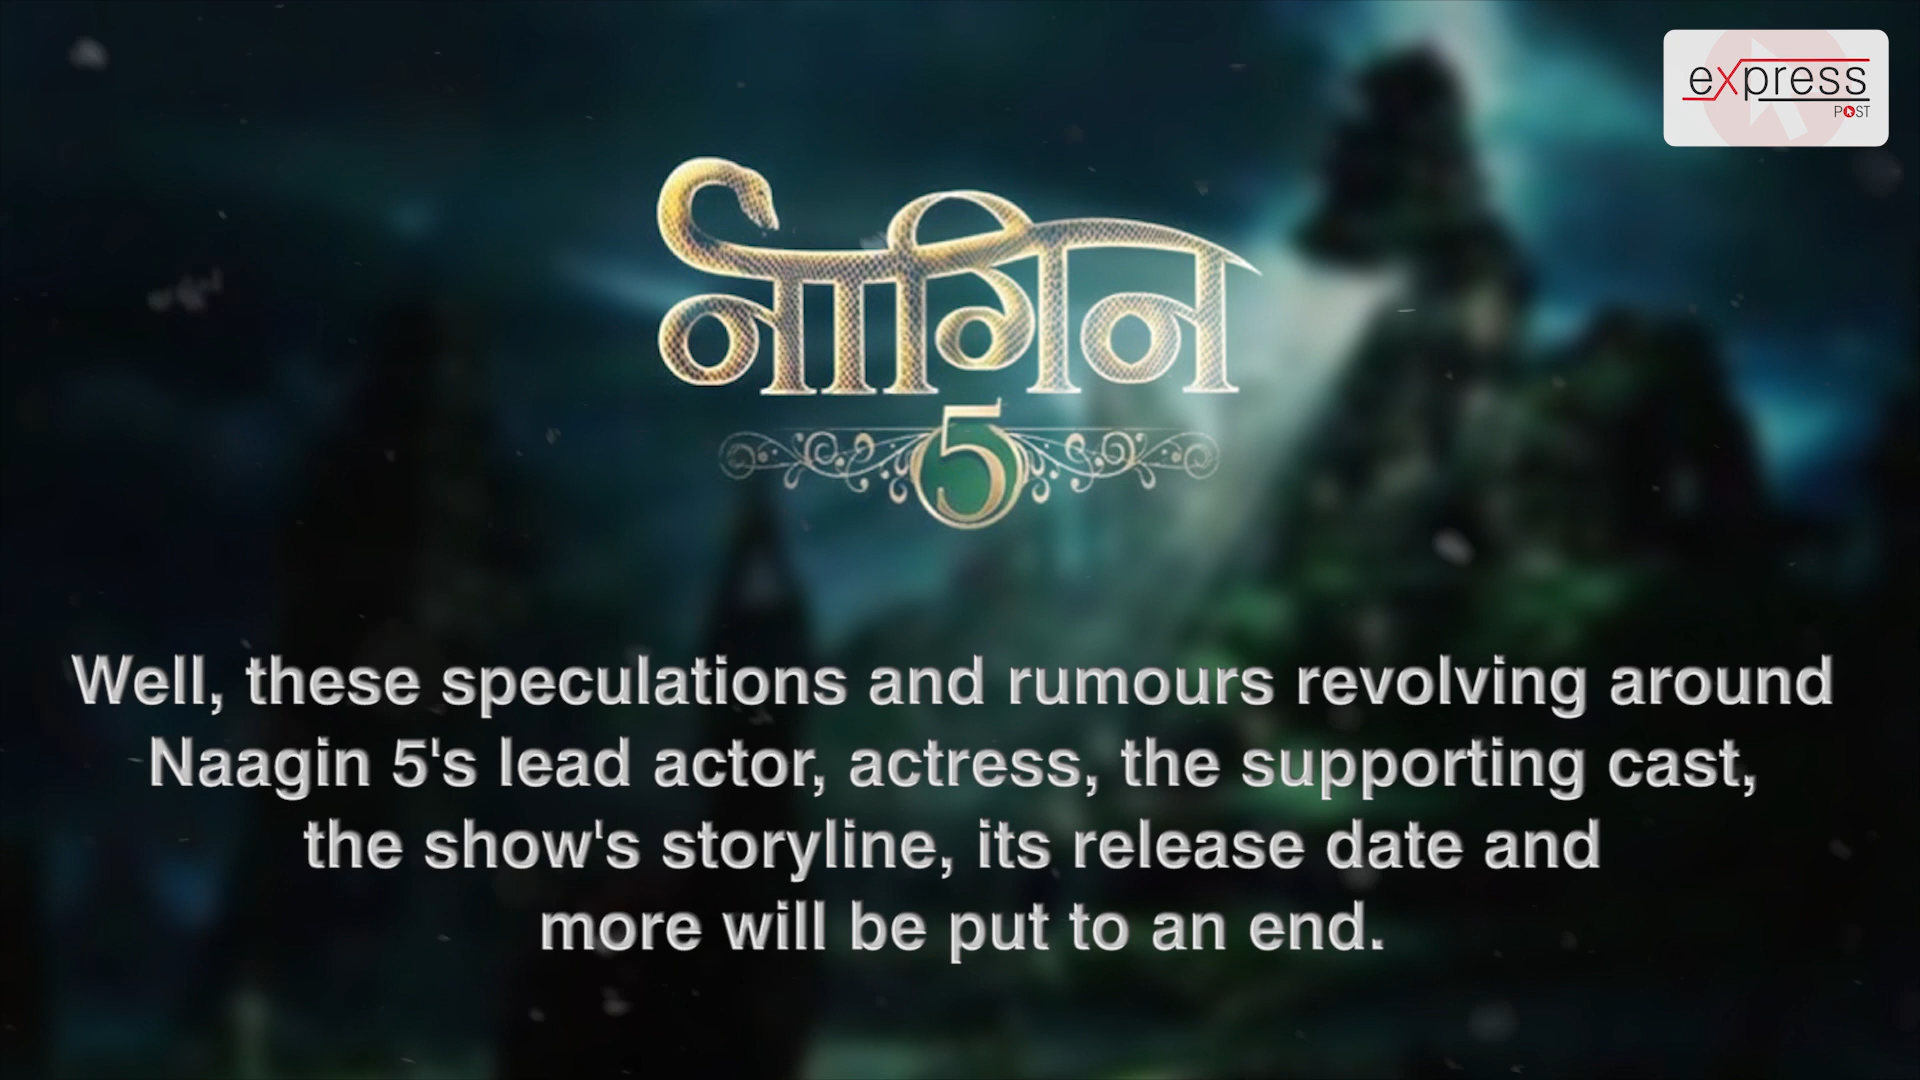 express
POST
नागिन
5
Well, these speculations and rumours revolving around
Naagin 5's lead actor, actress, the supporting cast,
the show's storyline, its release date and
more will be put to an end.